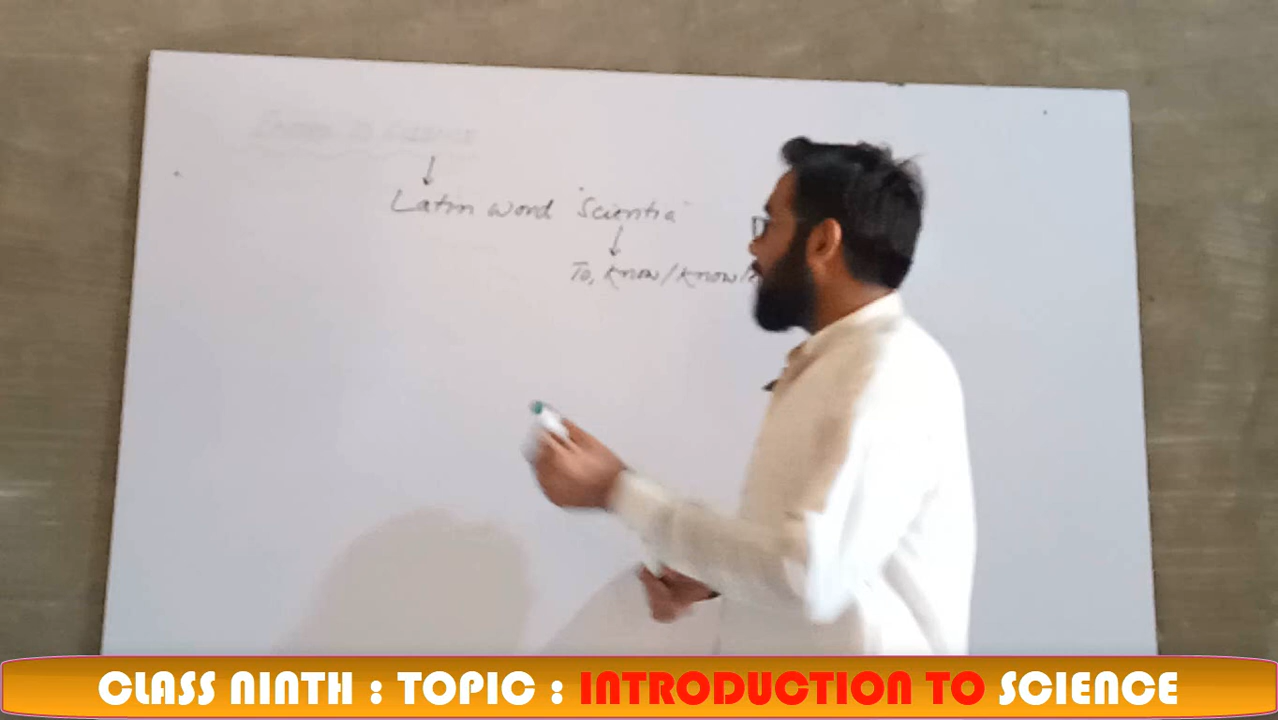 Latin word "Scientia"
To, know/
CLASS NINTH : TOPIC : INTRODUCTION TO SCIENCE